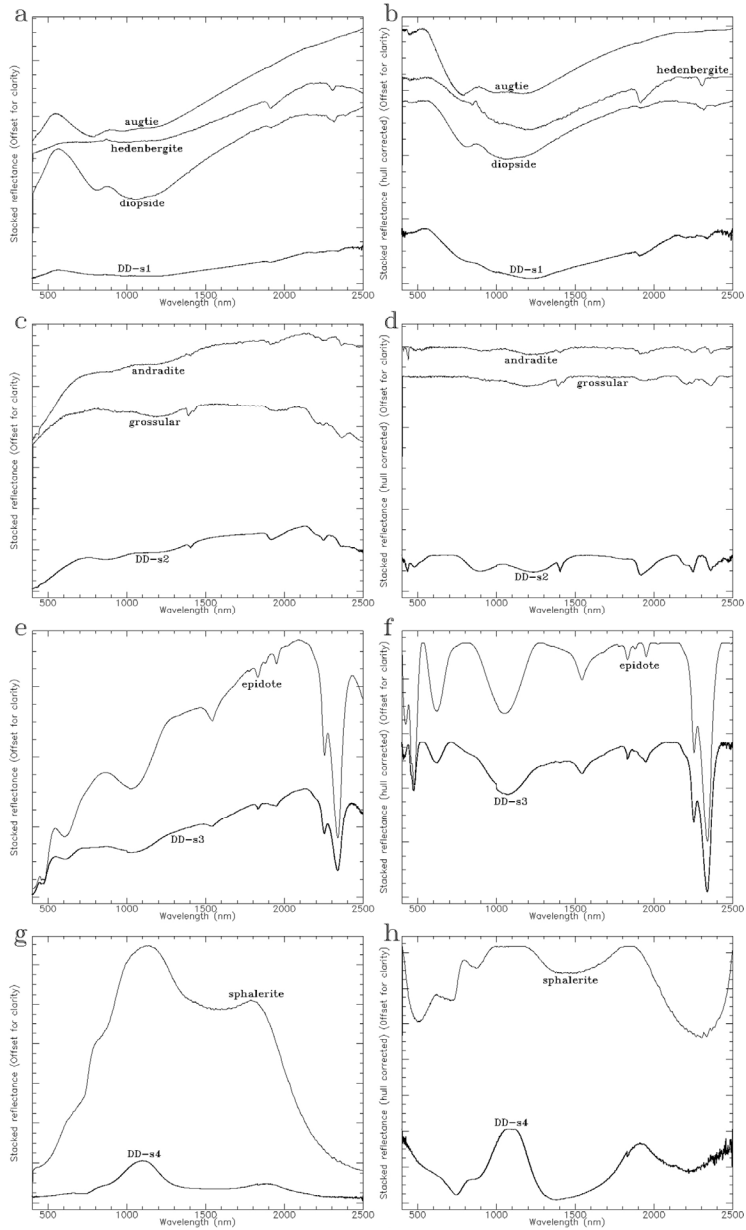 a
Stacked reflectance (Offset for clarity)
augtie
hedenbergite
diopside
DD-s1
500 1000 1500 2000 2500
Wavelength (nm)
b
Stacked reflectance (hull corrected) (Offset for clarity)
hedenbergite
augtie
diopside
DD-s1
500 1000 1500 2000 2500
Wavelength (nm)
c
Stacked reflectance (Offset for clarity)
andradite
grossular
DD-s2
500 1000 1500 2000 2500
Wavelength (nm)
d
Stacked reflectance (hull corrected) (Offset for clarity)
andradite
grossular
DD-s2
500 1000 1500 2000 2500
Wavelength (nm)
e
Stacked reflectance (Offset for clarity)
epidote
DD-s3
500 1000 1500 2000 2500
Wavelength (nm)
f
Stacked reflectance (hull corrected) (Offset for clarity)
epidote
DD-s3
500 1000 1500 2000 2500
Wavelength (nm)
g
Stacked reflectance (Offset for clarity)
sphalerite
DD-s4
500 1000 1500 2000 2500
Wavelength (nm)
h
Stacked reflectance (hull corrected) (Offset for clarity)
sphalerite
DD-s4
500 1000 1500 2000 2500
Wavelength (nm)